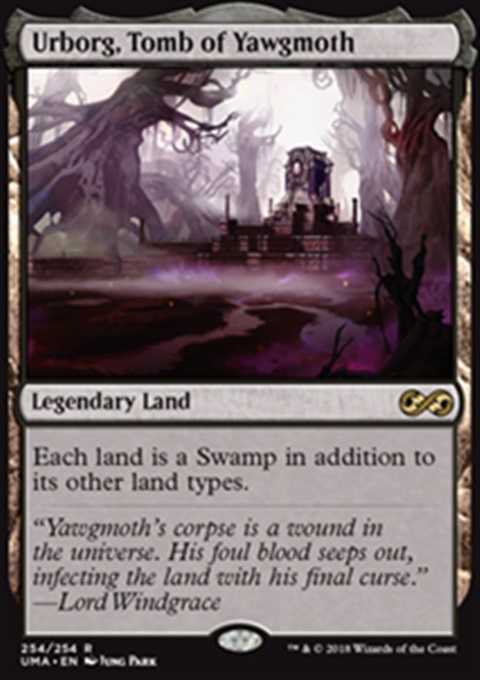 Urborg, Tomb of Yawgmoth
Legendary Land
Each land is a Swamp in addition to
its other land types.
“Yawgmoth’s corpse is a wound in
the universe. His foul blood seeps out,
infecting the land with his final curse.”
—Lord Windgrace
254/254 R
™ & © 2018 Wizards of the Coast
UMA • EN Jung Park